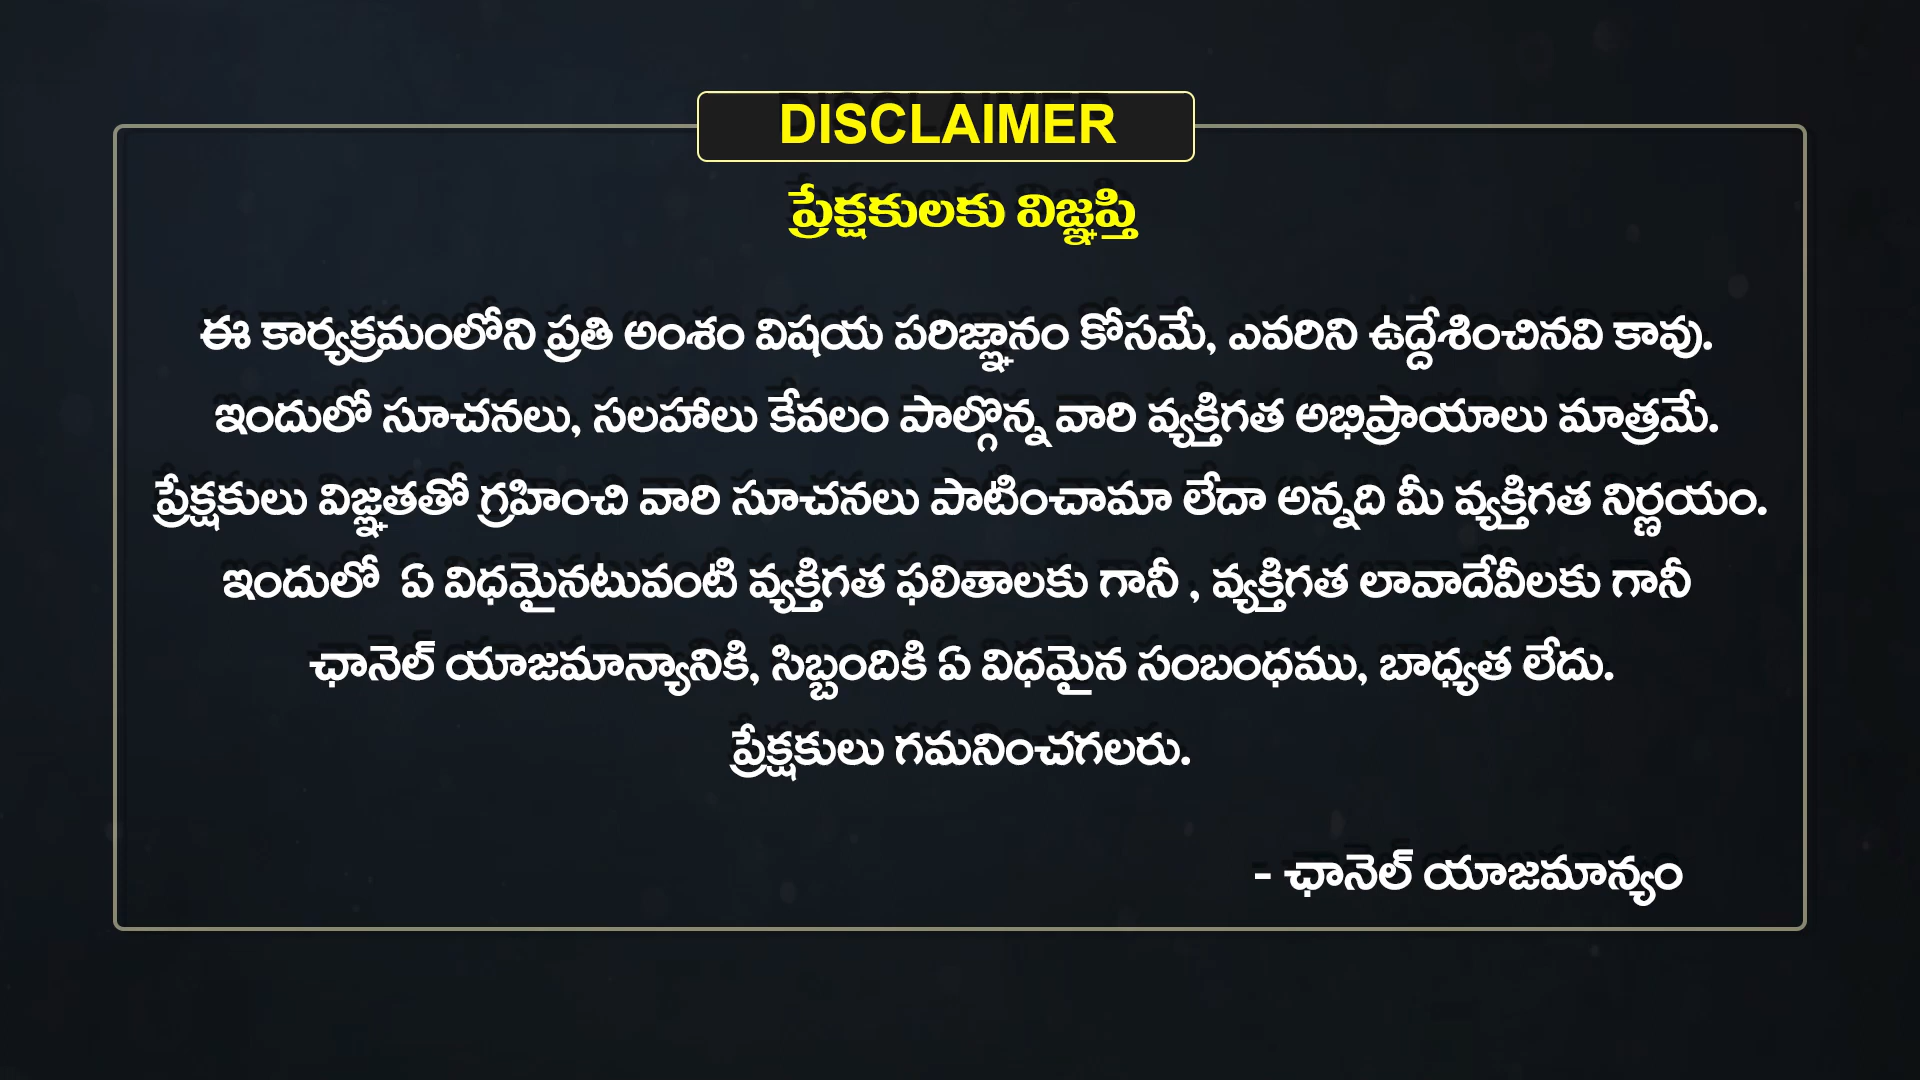 DISCLAIMER
ప్రేక్షకులకు విజ్ఞప్తి
ఈ కార్యక్రమంలోని ప్రతి అంశం విషయ పరిజ్ఞానం కోసమే, ఎవరిని ఉద్దేశించినవి కావు.
ఇందులో సూచనలు, సలహాలు కేవలం పాల్గొన్న వారి వ్యక్తిగత అభిప్రాయాలు మాత్రమే.
ప్రేక్షకులు విజ్ఞతతో గ్రహించి వారి సూచనలు పాటించామా లేదా అన్నది మీ వ్యక్తిగత నిర్ణయం.
ఇందులో ఏ విధమైనటువంటి వ్యక్తిగత ఫలితాలకు గానీ , వ్యక్తిగత లావాదేవీలకు గానీ
ఛానెల్ యాజమాన్యానికి, సిబ్బందికి ఏ విధమైన సంబంధము, బాధ్యత లేదు.
ప్రేక్షకులు గమనించగలరు.
- ఛానెల్ యాజమాన్యం